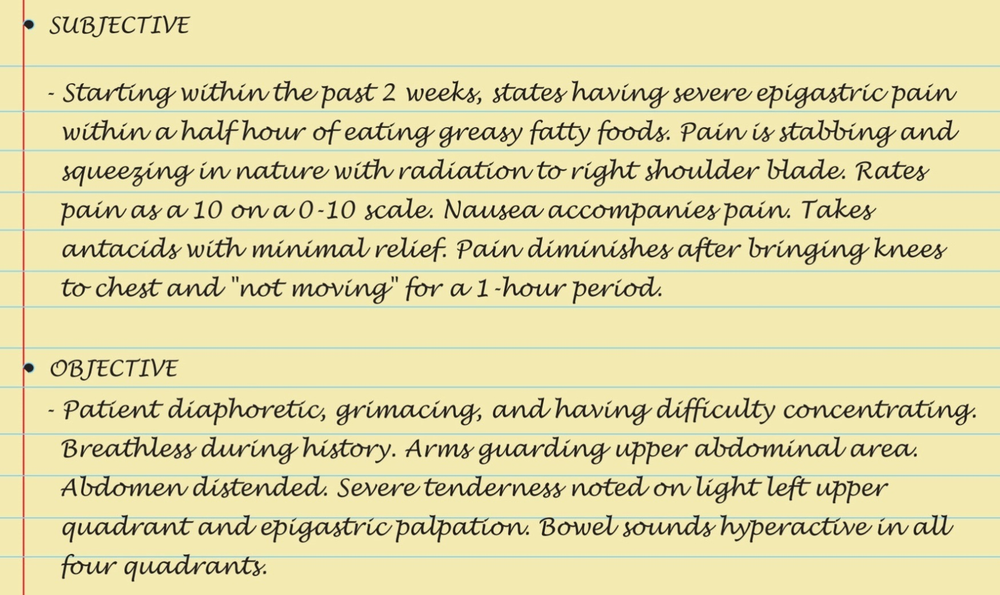 • SUBJECTIVE
- Starting within the past 2 weeks, states having severe epigastric pain
within a half hour of eating greasy fatty foods. Pain is stabbing and
squeezing in nature with radiation to right shoulder blade. Rates
pain as a 10 on a 0-10 scale. Nausea accompanies pain. Takes
antacids with minimal relief. Pain diminishes after bringing knees
to chest and "not moving" for a 1-hour period.
• OBJECTIVE
- Patient diaphoretic, grimacing, and having difficulty concentrating.
Breathless during history. Arms guarding upper abdominal area.
Abdomen distended. Severe tenderness noted on light left upper
quadrant and epigastric palpation. Bowel sounds hyperactive in all
four quadrants.